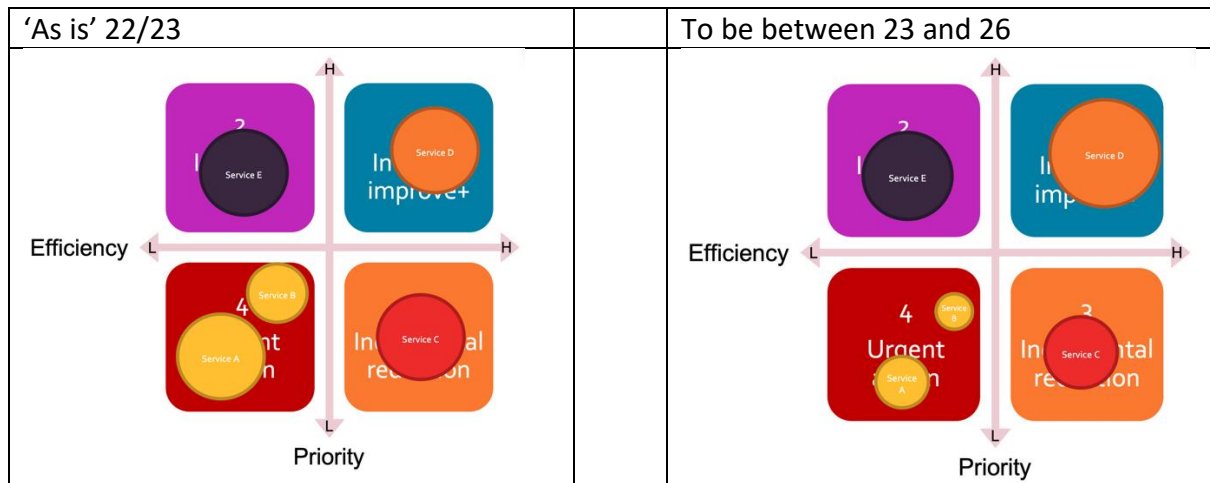 ‘As is’ 22/23
To be between 23 and 26
H
2
Service E
Service D
improve+
Efficiency
L
H
4
Service B
Service A
Service C
L
Priority
H
2
Service E
Service D
Efficiency
L
H
4
Urgent
Service
B
Service
A
3
Service C
L
Priority